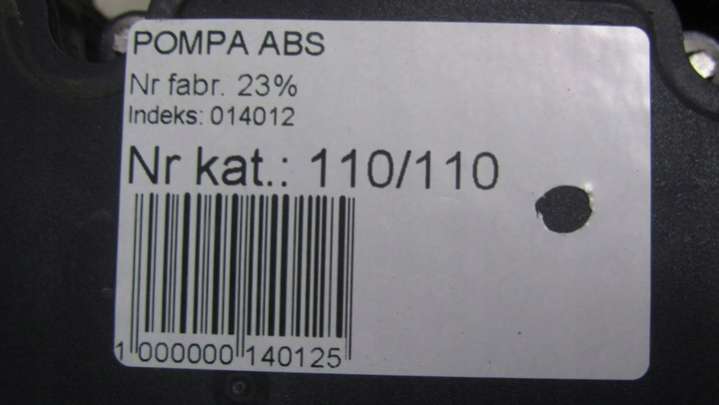 POMPA ABS
Nr fabr. 23%
Indeks: 014012
Nr kat.: 110/110
1 000000 140125